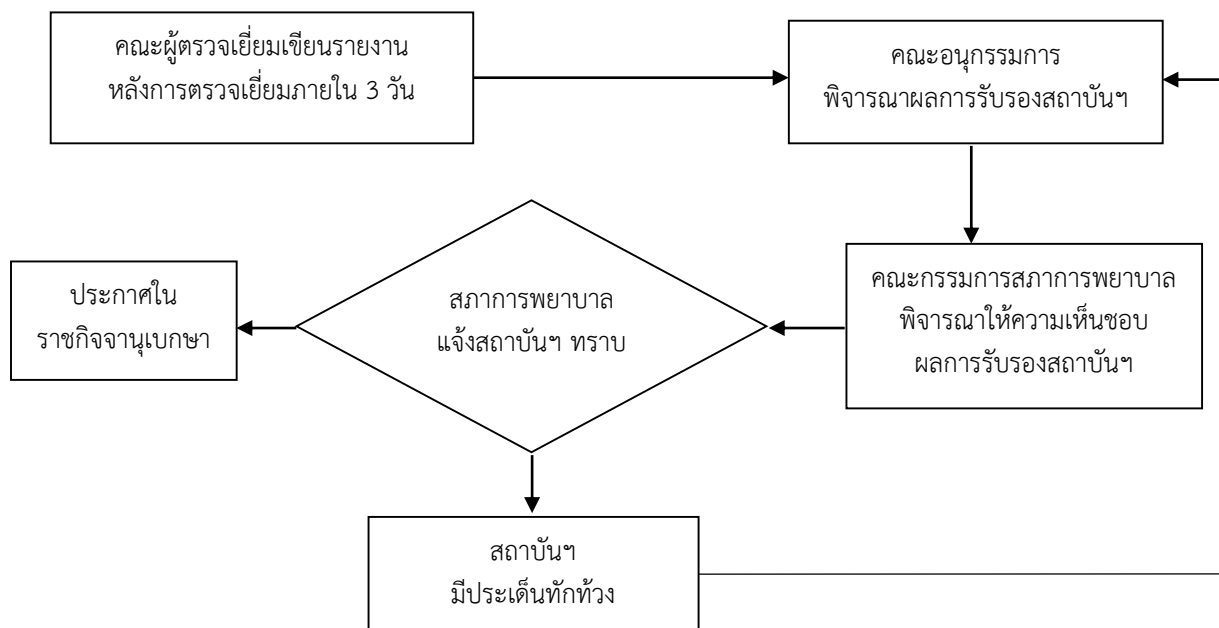 คณะผู้ตรวจเยี่ยมเขียนรายงาน
หลังการตรวจเยี่ยมภายใน 3 วัน
คณะอนุกรรมการ
พิจารณาผลการรับรองสถาบันฯ
คณะกรรมการสภาการพยาบาล
พิจารณาให้ความเห็นชอบ
ผลการรับรองสถาบันฯ
สภาการพยาบาล
แจ้งสถาบันฯ ทราบ
ประกาศใน
ราชกิจจานุเบกษา
สถาบันฯ
มีประเด็นทักท้วง